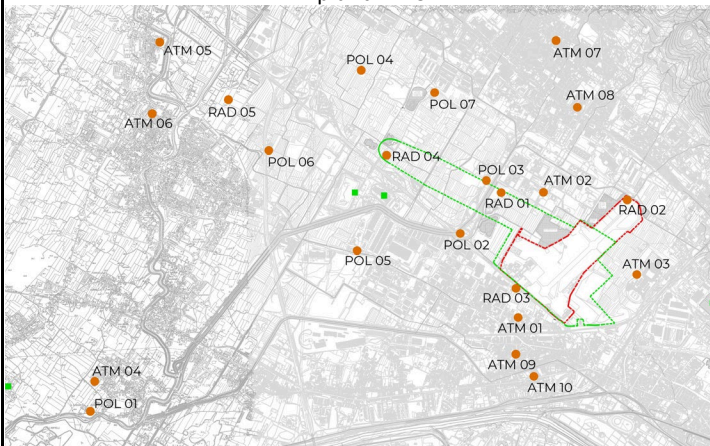 ATM 05
POL 04
ATM 07
POL 07
ATM 08
RAD 05
ATM 06
POL 06
RAD 04
POL 03
RAD 01
ATM 02
RAD 02
POL 02
POL 05
ATM 03
RAD 03
ATM 01
ATM 09
ATM 10
ATM 04
POL 01